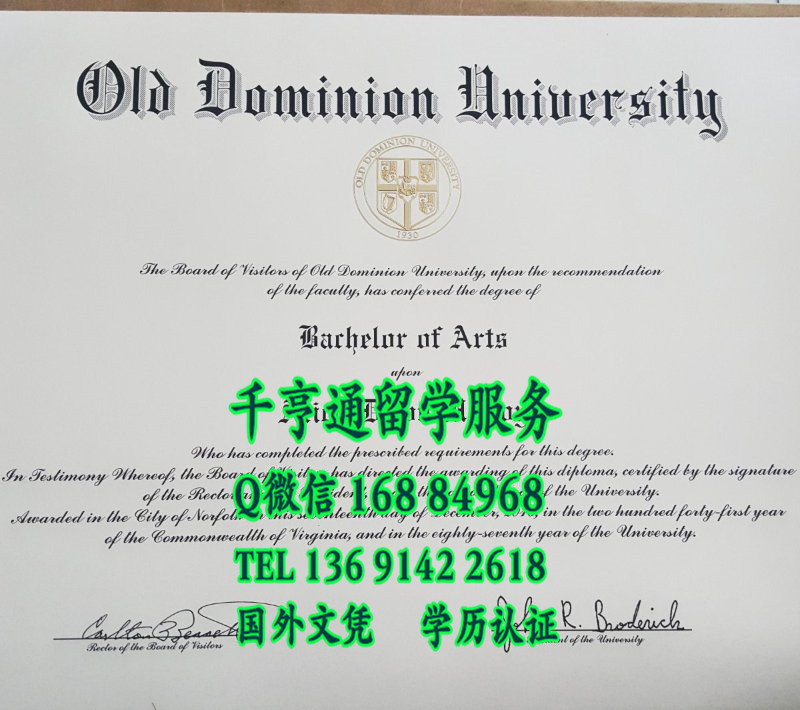 Old Dominion University
OLD DOMINION UNIVERSITY
1930
The Board of Visitors of Old Dominion University, upon the recommendation
of the faculty, has conferred the degree of
Bachelor of Arts
upon
千亨通留学服务
Who has completed the prescribed requirements for this degree.
In Testimony Whereof, the Board of Visitors has directed the awarding of this diploma, certified by the signature
of the Rector of the University.
Q微信 168 84968
Awarded in the City of Norfolk this seventeenth day of December, in the two hundred forty-first year
of the Commonwealth of Virginia, and in the eighty-seventh year of the University.
TEL 136 9142 2618
国外文凭 学历认证
John R. Broderick
Rector of the Board of Visitors
of the University